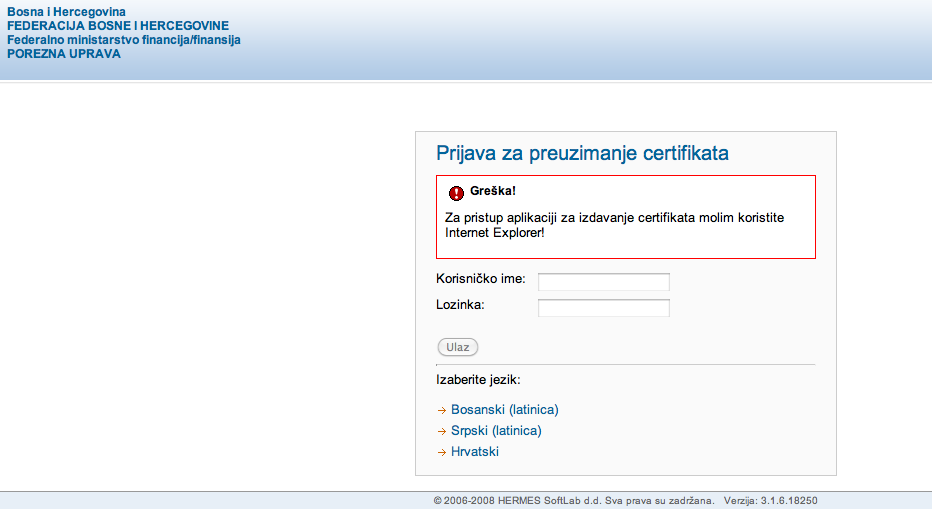 Bosna i Hercegovina
FEDERACIJA BOSNE I HERCEGOVINE
Federalno ministarstvo financija/finansija
POREZNA UPRAVA
Prijava za preuzimanje certifikata
Greška!
Za pristup aplikaciji za izdavanje certifikata molim koristite
Internet Explorer!
Korisničko ime:
Lozinka:
Ulaz
Izaberite jezik:
Bosanski (latinica)
Srpski (latinica)
Hrvatski
© 2006-2008 HERMES SoftLab d.d. Sva prava su zadržana. Verzija: 3.1.6.18250